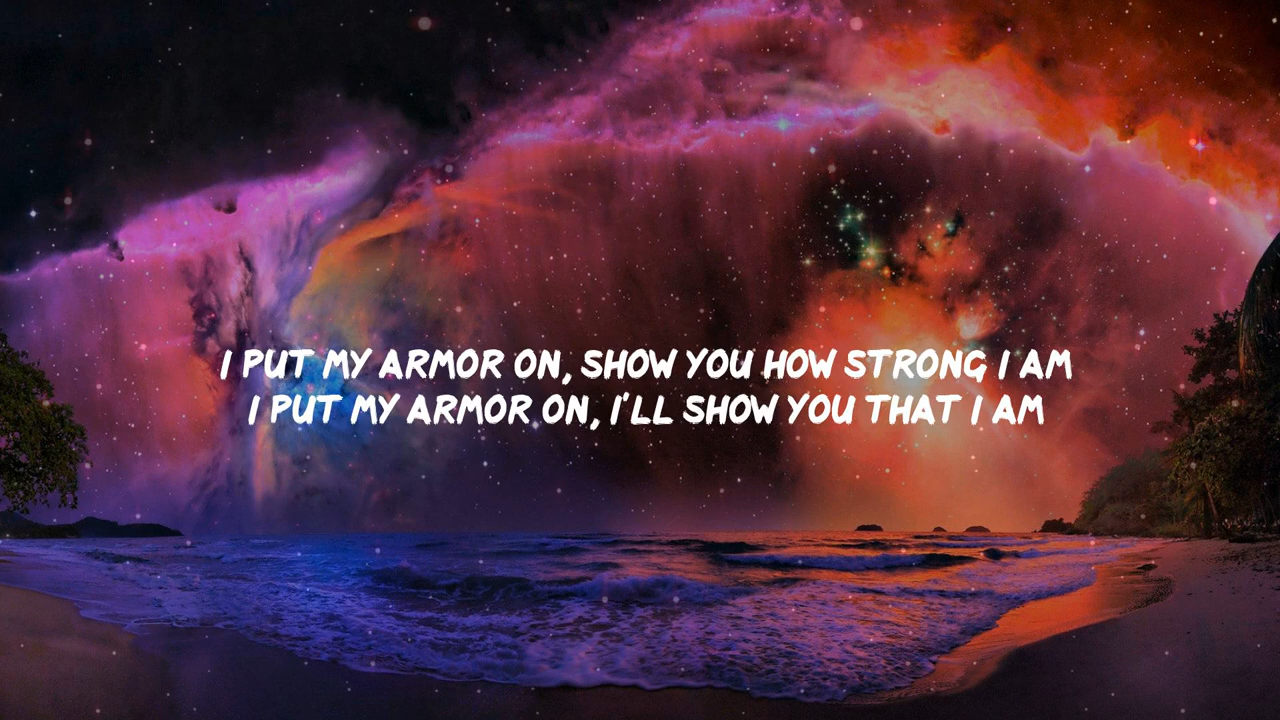 I PUT MY ARMOR ON, SHOW YOU HOW STRONG I AM
I PUT MY ARMOR ON, I'LL SHOW YOU THAT I AM